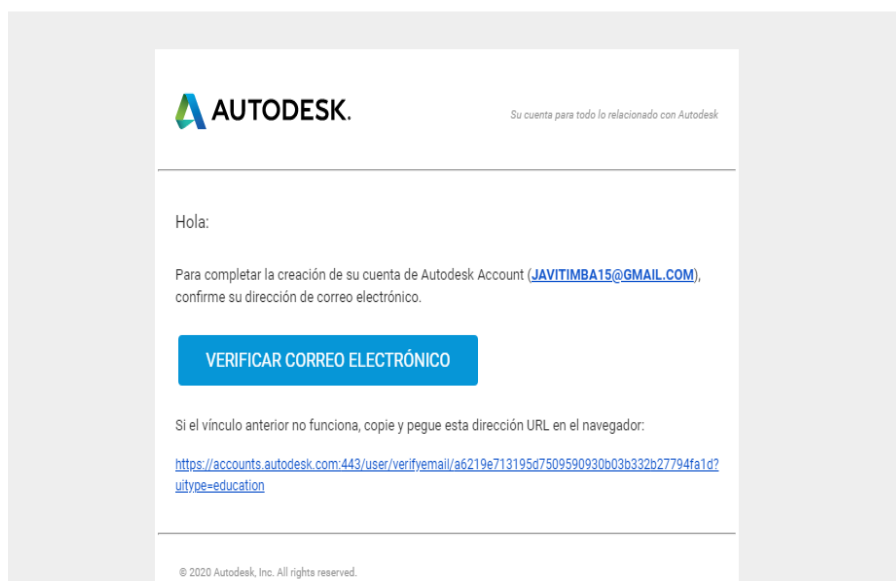 AUTODESK.
Su cuenta para todo lo relacionado con Autodesk
Hola:
Para completar la creación de su cuenta de Autodesk Account (JAVITIMBA15@GMAIL.COM),
confirme su dirección de correo electrónico.
VERIFICAR CORREO ELECTRÓNICO
Si el vínculo anterior no funciona, copie y pegue esta dirección URL en el navegador:
https://accounts.autodesk.com:443/user/verifyemail/a6219e713195d7509590930b03b332b27794fa1d?
uitype=education
© 2020 Autodesk, Inc. All rights reserved.